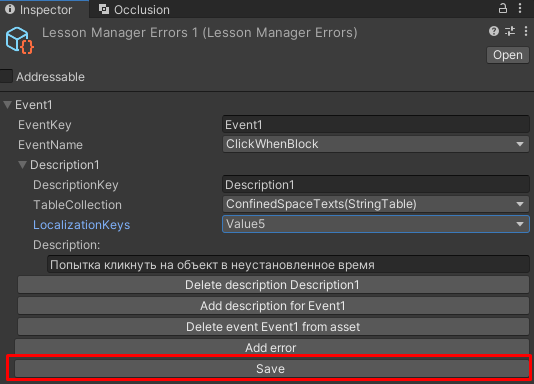 Inspector Occlusion
Lesson Manager Errors 1 (Lesson Manager Errors)
Open
Addressable
Event1
EventKey Event1
EventName ClickWhenBlock
Description1
DescriptionKey Description1
TableCollection ConfinedSpaceTexts(StringTable)
LocalizationKeys Value5
Description:
Попытка кликнуть на объект в неустановленное время
Delete description Description1
Add description for Event1
Delete event Event1 from asset
Add error
Save